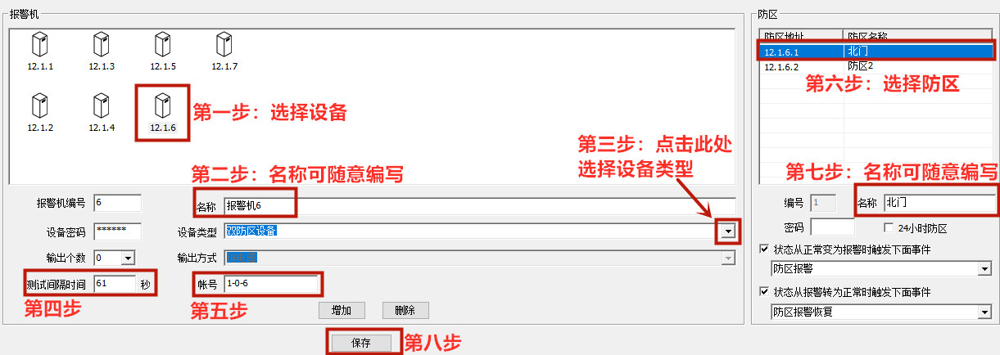 报警机
12.1.1
12.1.3
12.1.5
12.1.7
12.1.2
12.1.4
12.1.6
第一步：选择设备
第三步：点击此处
选择设备类型
第二步：名称可随意编写
报警机编号 6
名称 报警机6
设备密码 ******
设备类型 双防区设备
输出个数 0
输出方式
测试间隔时间 61 秒
帐号 1-0-6
第四步
第五步
增加 删除
保存 第八步
防区
防区地址 防区名称
12.1.6.1 北门
12.1.6.2 防区2
第六步：选择防区
第七步：名称可随意编写
编号 1 名称 北门
密码 24小时防区
状态从正常变为报警时触发下面事件
防区报警
状态从报警转为正常时触发下面事件
防区报警恢复